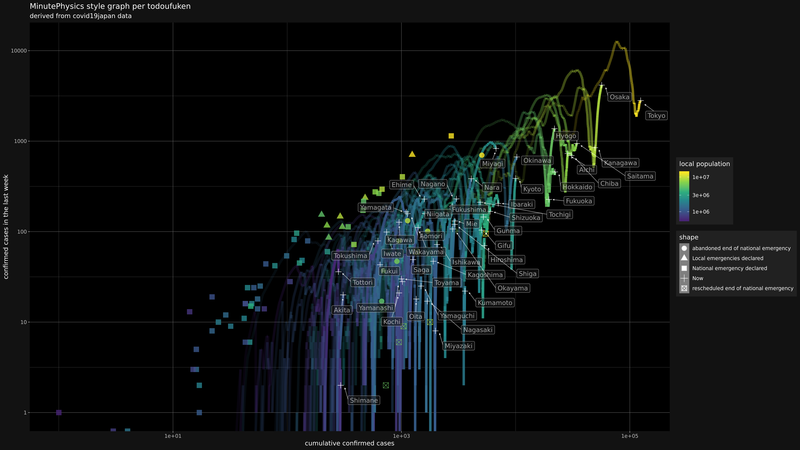 MinutePhysics style graph per todoufuken
derived from covid19japan data
confirmed cases in the last week
10000
1000
100
10
1
1e+01
1e+03
1e+05
cumulative confirmed cases
Osaka
Tokyo
Hyogo
Kanagawa
Saitama
Aichi
Chiba
Miyagi
Okinawa
Ehime
Nagano
Nara
Kyoto
Hokkaido
Fukuoka
Yamagata
Niigata
Fukushima
Ibaraki
Shizuoka
Tochigi
Mie
Gunma
Kagawa
Aomori
Gifu
Tokushima
Iwate
Wakayama
Ishikawa
Hiroshima
Fukui
Saga
Kagoshima
Shiga
Tottori
Toyama
Okayama
Akita
Yamanashi
Kumamoto
Kochi
Oita
Yamaguchi
Nagasaki
Miyazaki
Shimane
local population
1e+07
3e+06
1e+06
shape
abandoned end of national emergency
Local emergencies declared
National emergency declared
Now
rescheduled end of national emergency